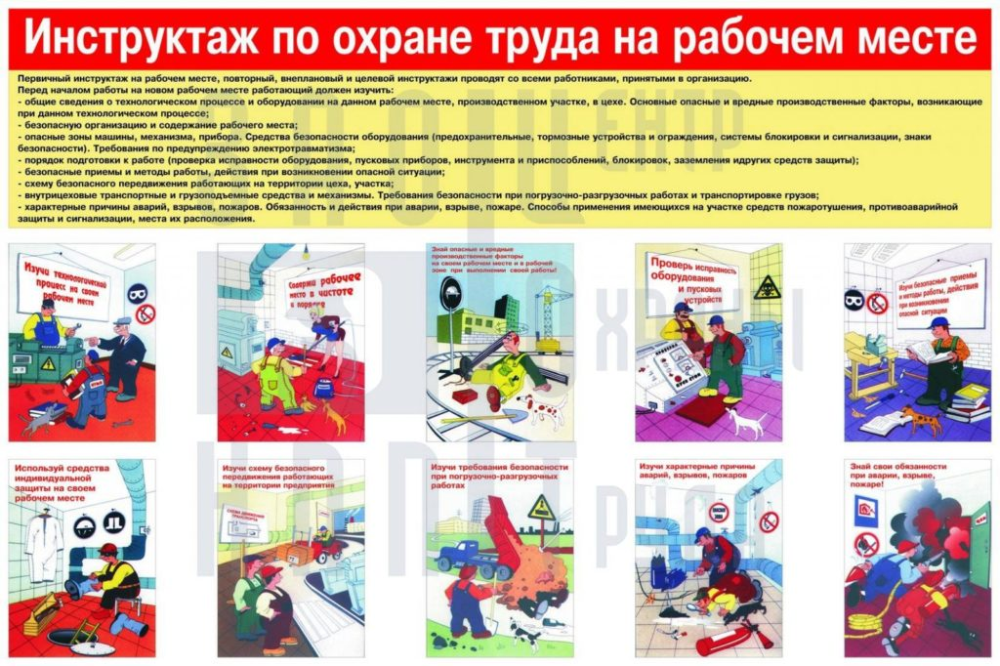 Инструктаж по охране труда на рабочем месте
Первичный инструктаж на рабочем месте, повторный, внеплановый и целевой инструктажи проводят со всеми работниками, принятыми в организацию.
Перед началом работы на новом рабочем месте работающий должен изучить:
- общие сведения о технологическом процессе и оборудовании на данном рабочем месте, производственном участке, в цехе. Основные опасные и вредные производственные факторы, возникающие
при данном технологическом процессе;
- безопасную организацию и содержание рабочего места;
- опасные зоны машины, механизма, прибора. Средства безопасности оборудования (предохранительные, тормозные устройства и ограждения, системы блокировки и сигнализации, знаки
безопасности). Требования по предупреждению электротравматизма;
- порядок подготовки к работе (проверка исправности оборудования, пусковых приборов, инструмента и приспособлений, блокировок, заземления идругих средств защиты);
- безопасные приемы и методы работы, действия при возникновении опасной ситуации;
- схему безопасного передвижения работающих на территории цеха, участка;
- внутрицеховые транспортные и грузоподъемные средства и механизмы. Требования безопасности при погрузочно-разгрузочных работах и транспортировке грузов;
- характерные причины аварий, взрывов, пожаров. Обязанность и действия при аварии, взрыве, пожаре. Способы применения имеющихся на участке средств пожаротушения, противоаварийной
защиты и сигнализации, места их расположения.
Изучи технологический
процесс на своем
рабочем месте
Содержи рабочее
место в чистоте
и порядке
Знай опасные и вредные
производственные факторы
на своем рабочем месте и в рабочей
зоне при выполнении своей работы!
Проверь исправность
оборудования
и пусковых
устройств
Изучи безопасные приемы
и методы работы, действия
при возникновении
опасной ситуации
Используй средства
индивидуальной
защиты на своем
рабочем месте
Изучи схему безопасного
передвижения работающих
на территории предприятия
СХЕМА ДВИЖЕНИЯ
ТРАНСПОРТА
Изучи требования безопасности
при погрузочно-разгрузочных
работах
Изучи характерные причины
аварий, взрывов, пожаров
Знай свои обязанности
при аварии, взрыве,
пожаре!